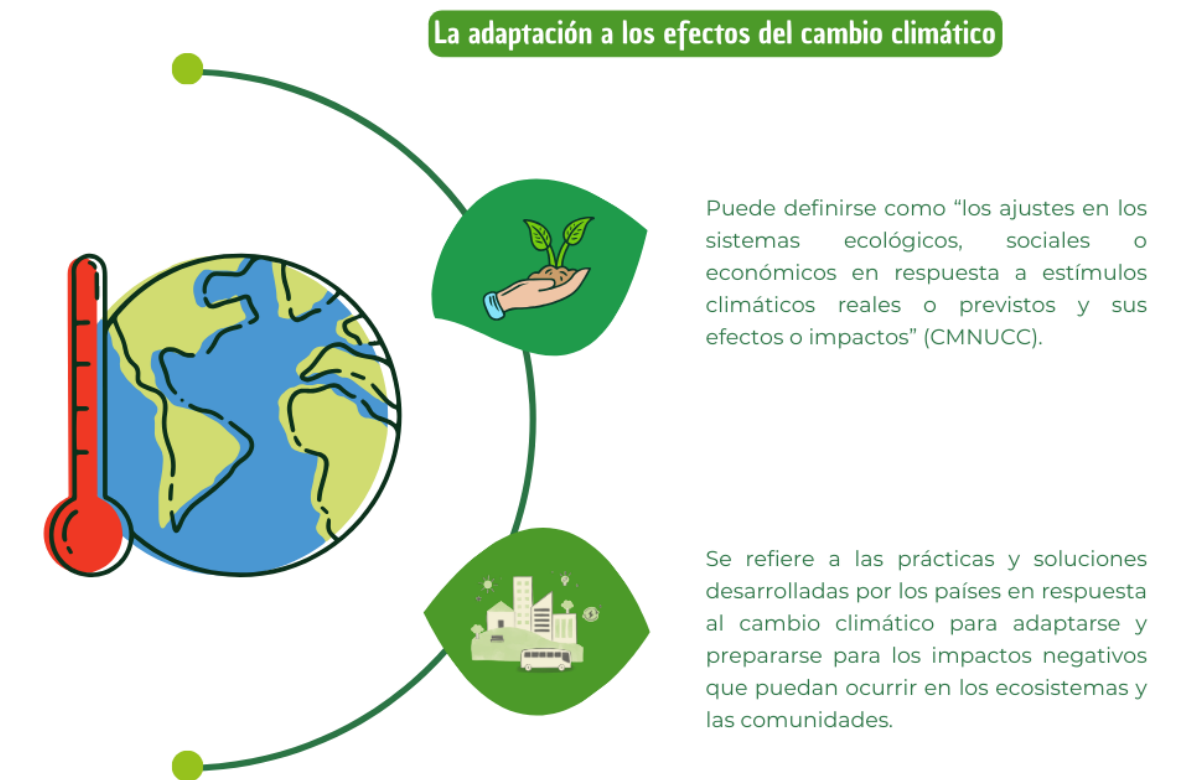 La adaptación a los efectos del cambio climático
Puede definirse como “los ajustes en los
sistemas ecológicos, sociales o
económicos en respuesta a estímulos
climáticos reales o previstos y sus
efectos o impactos” (CMNUCC).
Se refiere a las prácticas y soluciones
desarrolladas por los países en respuesta
al cambio climático para adaptarse y
prepararse para los impactos negativos
que puedan ocurrir en los ecosistemas y
las comunidades.